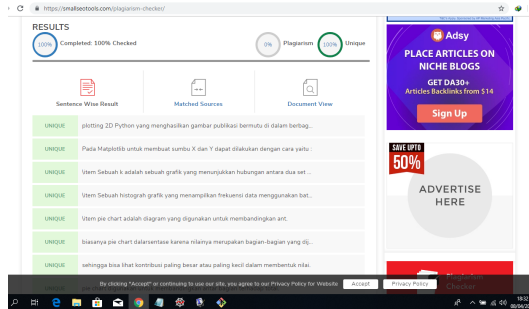 https://smallseotools.com/plagiarism-checker/
RESULTS
100%
Completed: 100% Checked
0%
Plagiarism
100%
Unique
Sentence Wise Result
Matched Sources
Document View
UNIQUE plotting 2D Python yang menghasilkan gambar publikasi bermutu di dalam berbag...
UNIQUE Pada Matplotlib untuk membuat sumbu X dan Y dapat dilakukan dengan cara yaitu :
UNIQUE \item Sebuah k adalah sebuah grafik yang menunjukkan hubungan antara dua set ...
UNIQUE \item Sebuah histograh grafik yang menampilkan frekuensi data menggunakan bat...
UNIQUE \item pie chart adalah diagram yang digunakan untuk membandingkan ant.
UNIQUE biasanya pie chart dalarsentase karena nilainya merupakan bagian-bagian yang dij...
UNIQUE sehingga bisa lihat kontribusi paling besar atau paling kecil dalam membentuk nilai.
By clicking "Accept" or continuing to use our site, you agree to our Privacy Policy for Website
Accept
Privacy Policy
Adsy
PLACE ARTICLES ON
NICHE BLOGS
GET DA30+
Articles Backlinks from $14
Sign Up
SAVE UPTO
50%
ADVERTISE
HERE
Plagiarism
Checker
18:32